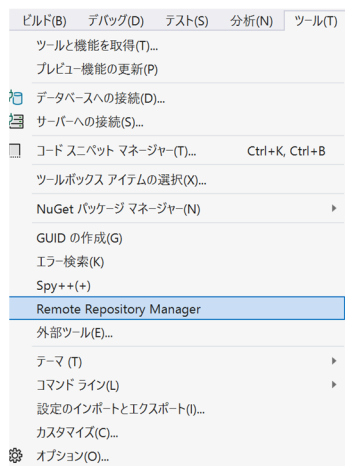 ビルド(B) デバッグ(D) テスト(S) 分析(N) ツール(T)
ツールと機能を取得(T)...
プレビュー機能の更新(P)
データベースへの接続(D)...
サーバーへの接続(S)...
コード スニペット マネージャー(T)... Ctrl+K, Ctrl+B
ツールボックス アイテムの選択(X)...
NuGet パッケージ マネージャー(N)
GUID の作成(G)
エラー検索(K)
Spy++(+)
Remote Repository Manager
外部ツール(E)...
テーマ (T)
コマンド ライン(L)
設定のインポートとエクスポート(I)...
カスタマイズ(C)...
オプション(O)...